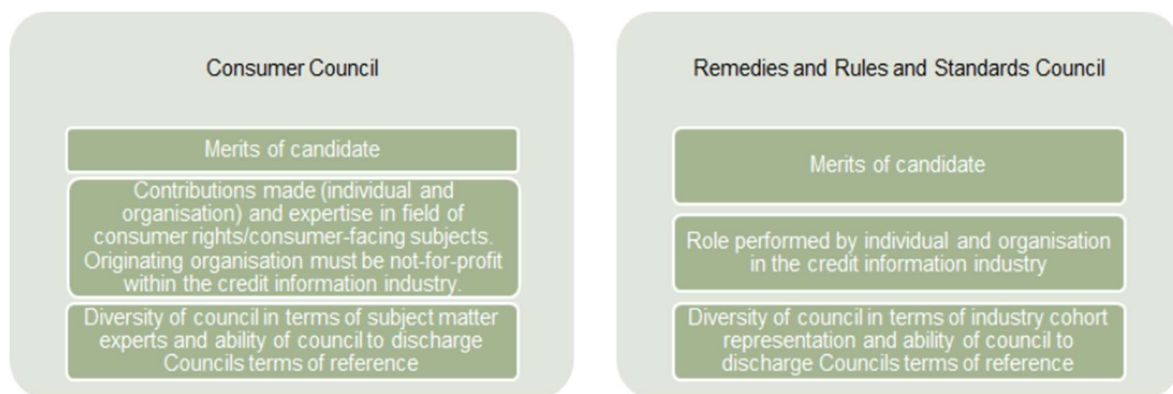 Consumer Council
Merits of candidate
Contributions made (individual and
organisation) and expertise in field of
consumer rights/consumer-facing subjects.
Originating organisation must be not-for-profit
within the credit information industry.
Diversity of council in terms of subject matter
experts and ability of council to discharge
Councils terms of reference
Remedies and Rules and Standards Council
Merits of candidate
Role performed by individual and organisation
in the credit information industry
Diversity of council in terms of industry cohort
representation and ability of council to
discharge Councils terms of reference